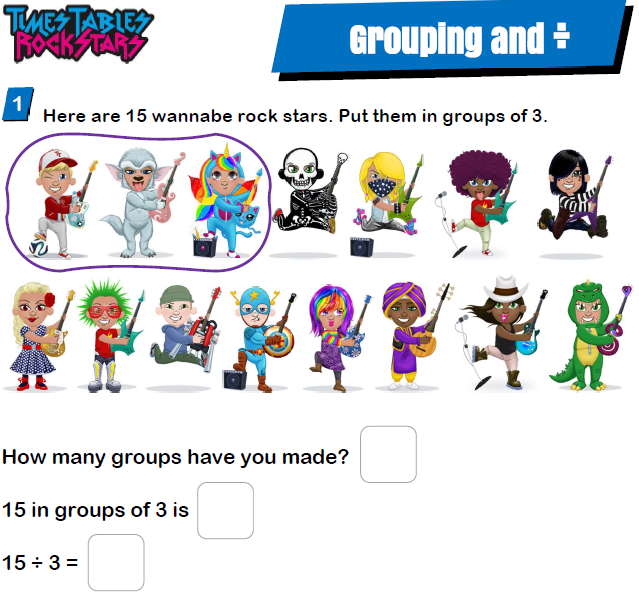 TIMES TABLES
ROCK STARS
Grouping and ÷
1
Here are 15 wannabe rock stars. Put them in groups of 3.
How many groups have you made?
15 in groups of 3 is
15 ÷ 3 =